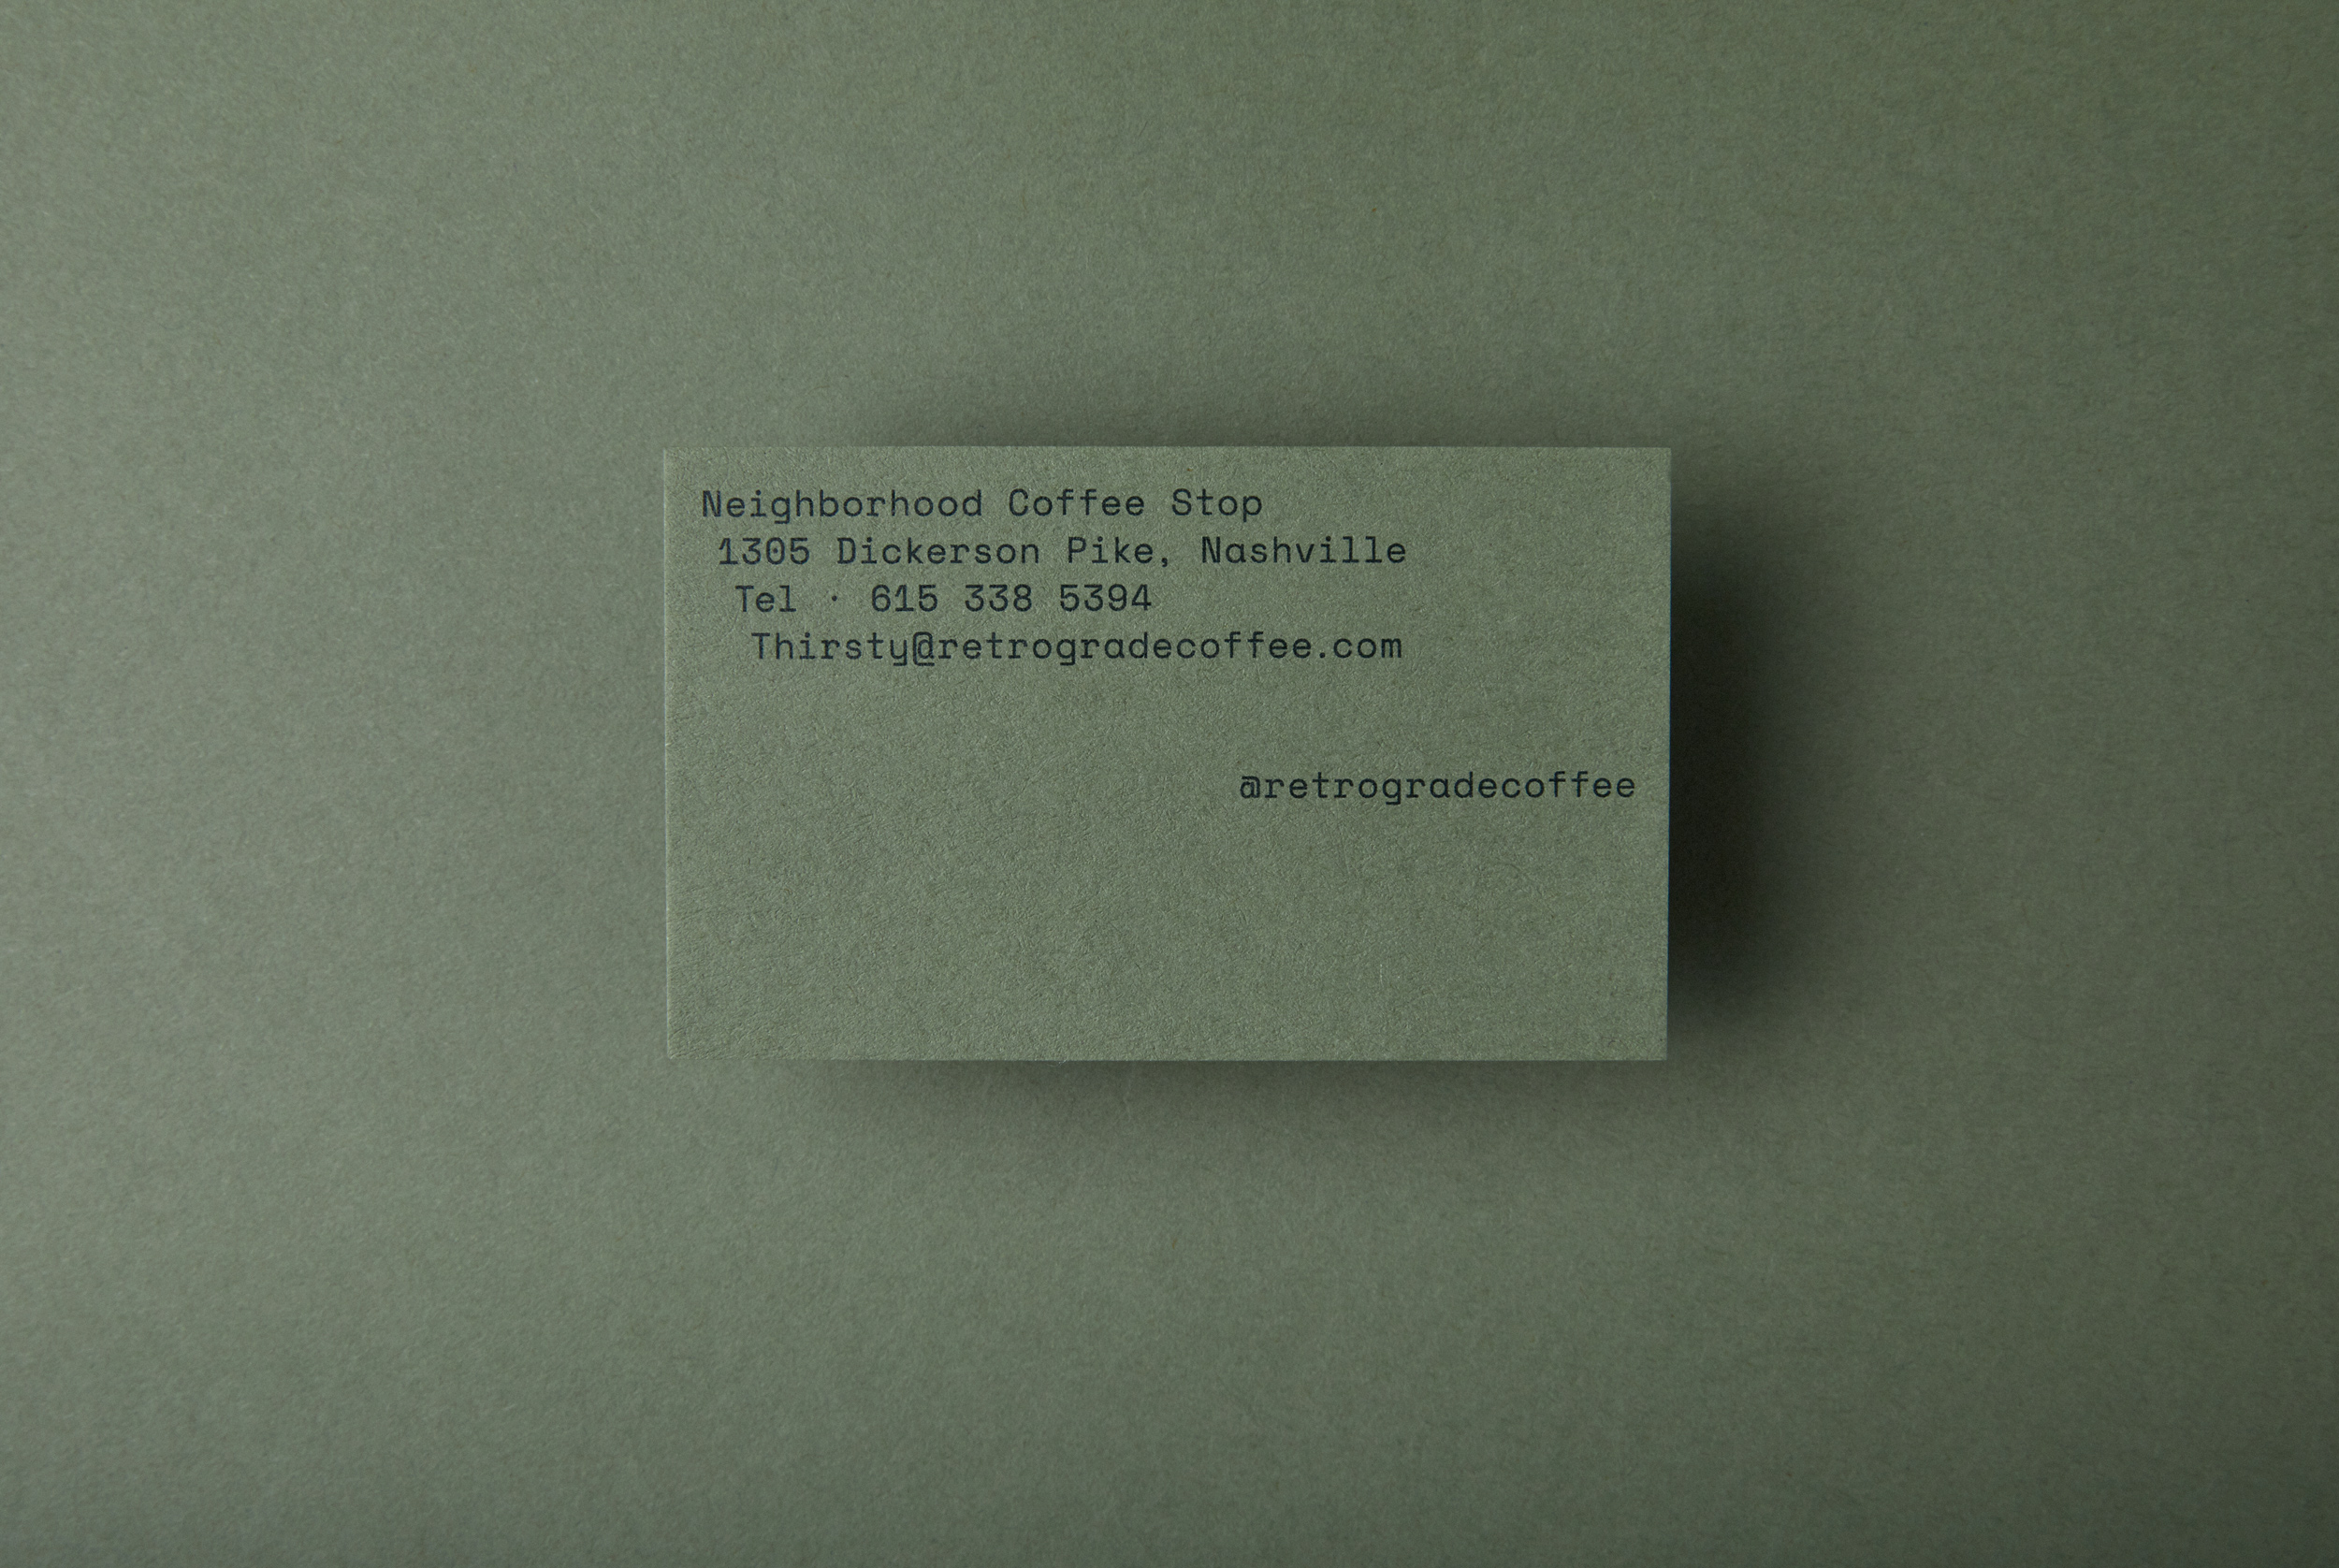 Neighborhood Coffee Stop
1305 Dickerson Pike, Nashville
Tel · 615 338 5394
Thirsty@retrogradecoffee.com
@retrogradecoffee